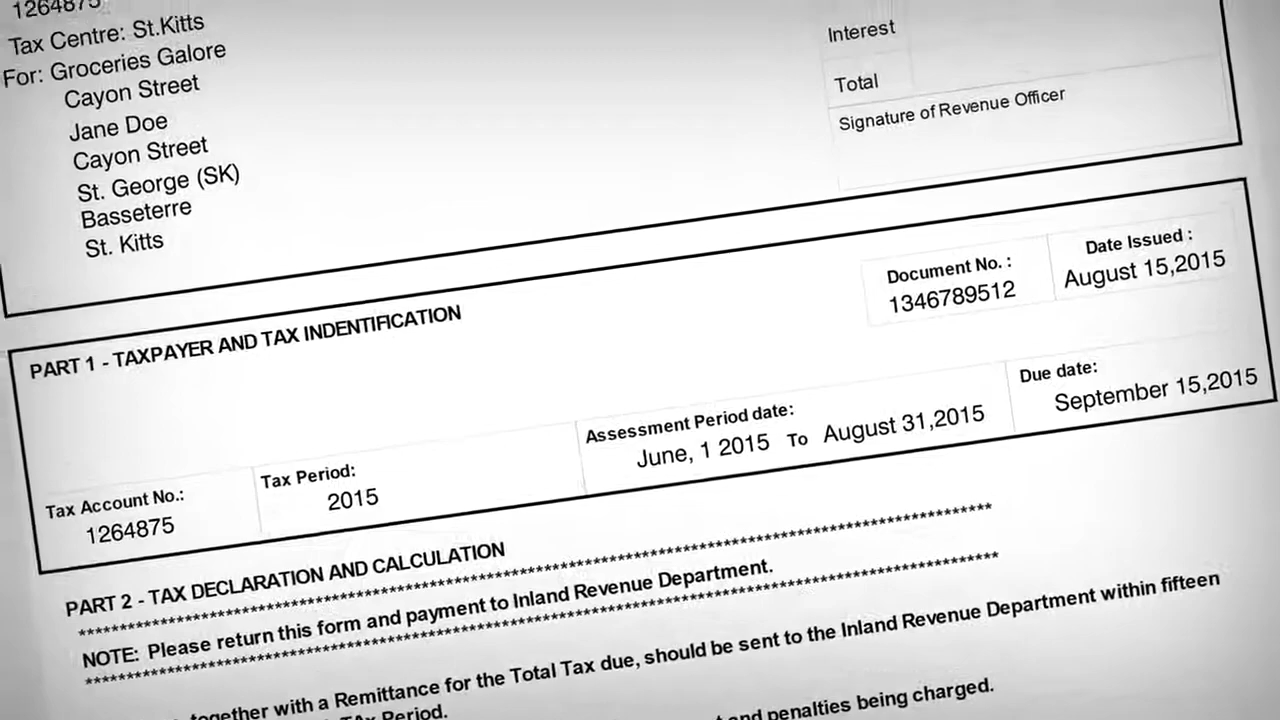 1264875
Tax Centre: St.Kitts
For: Groceries Galore
Cayon Street
Jane Doe
Cayon Street
St. George (SK)
Basseterre
St. Kitts
Interest
Total
Signature of Revenue Officer
PART 1 - TAXPAYER AND TAX INDENTIFICATION
Document No. :
1346789512
Date Issued :
August 15,2015
Tax Account No.:
1264875
Tax Period:
2015
Assessment Period date:
June, 1 2015 To August 31,2015
Due date:
September 15,2015
PART 2 - TAX DECLARATION AND CALCULATION
NOTE: Please return this form and payment to Inland Revenue Department.
together with a Remittance for the Total Tax due, should be sent to the Inland Revenue Department within fifteen
Period.
and penalties being charged.